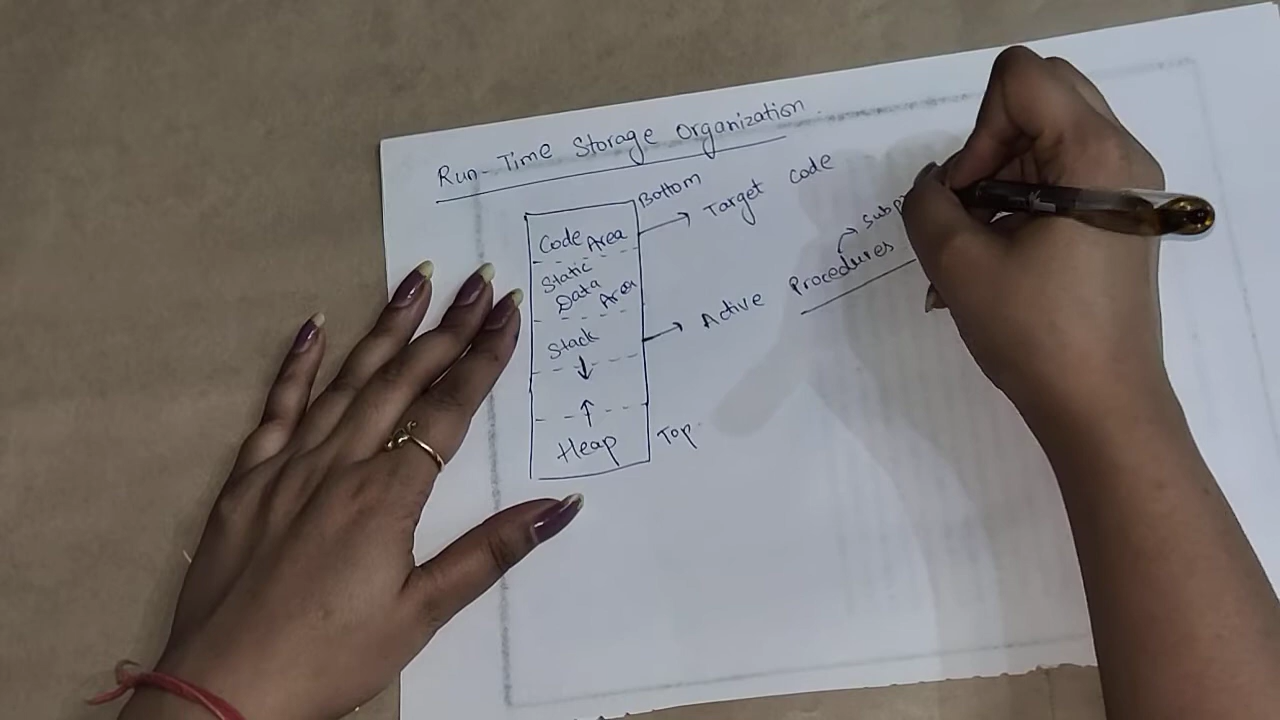 Run-Time Storage Organization.
Bottom
Code Area
Target code
Static
Data Area
Stack
Active Procedures
Heap
Top